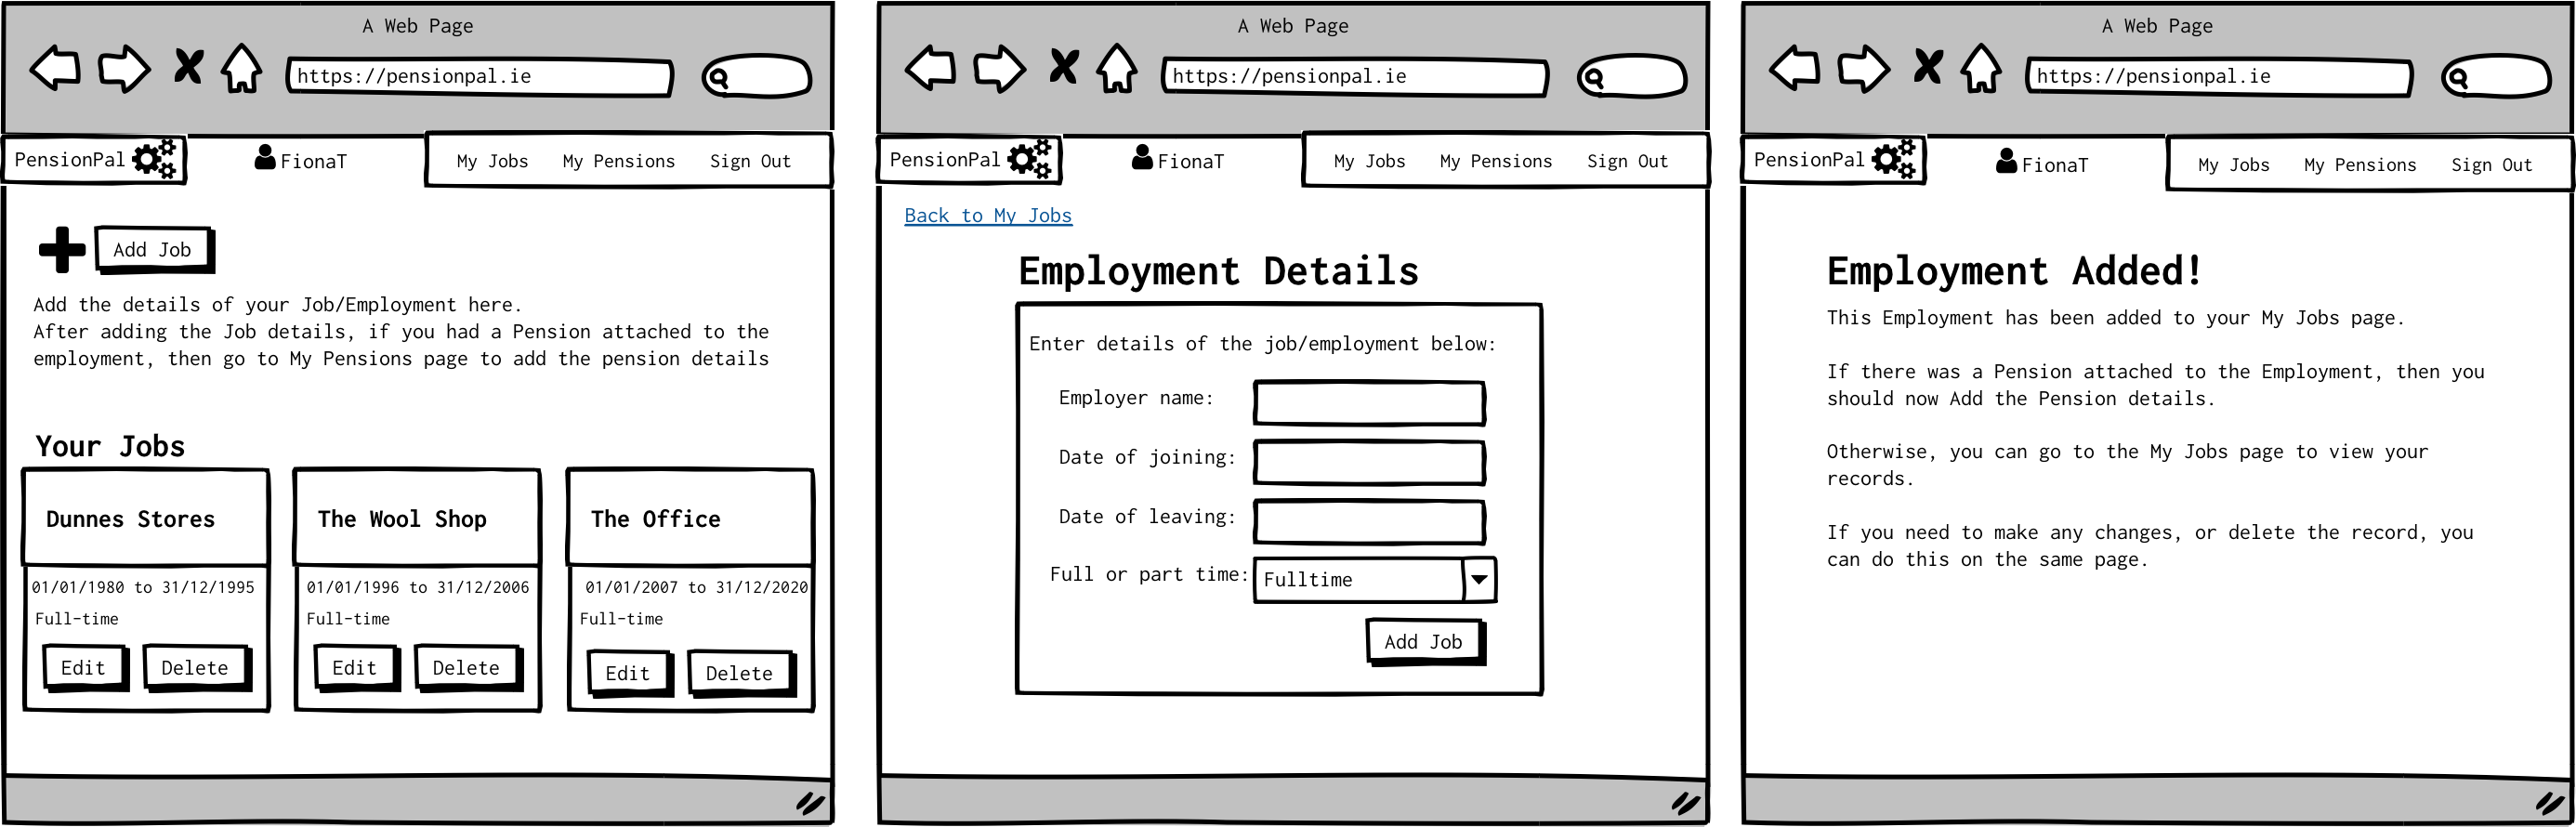 A Web Page
https://pensionpal.ie
PensionPal
FionaT
My Jobs My Pensions Sign Out
Add Job
Add the details of your Job/Employment here.
After adding the Job details, if you had a Pension attached to the
employment, then go to My Pensions page to add the pension details
Your Jobs
Dunnes Stores
01/01/1980 to 31/12/1995
Full-time
Edit Delete
The Wool Shop
01/01/1996 to 31/12/2006
Full-time
Edit Delete
The Office
01/01/2007 to 31/12/2020
Full-time
Edit Delete
A Web Page
https://pensionpal.ie
PensionPal
FionaT
My Jobs My Pensions Sign Out
Back to My Jobs
Employment Details
Enter details of the job/employment below:
Employer name:
Date of joining:
Date of leaving:
Full or part time: Fulltime
Add Job
A Web Page
https://pensionpal.ie
PensionPal
FionaT
My Jobs My Pensions Sign Out
Employment Added!
This Employment has been added to your My Jobs page.
If there was a Pension attached to the Employment, then you
should now Add the Pension details.
Otherwise, you can go to the My Jobs page to view your
records.
If you need to make any changes, or delete the record, you
can do this on the same page.